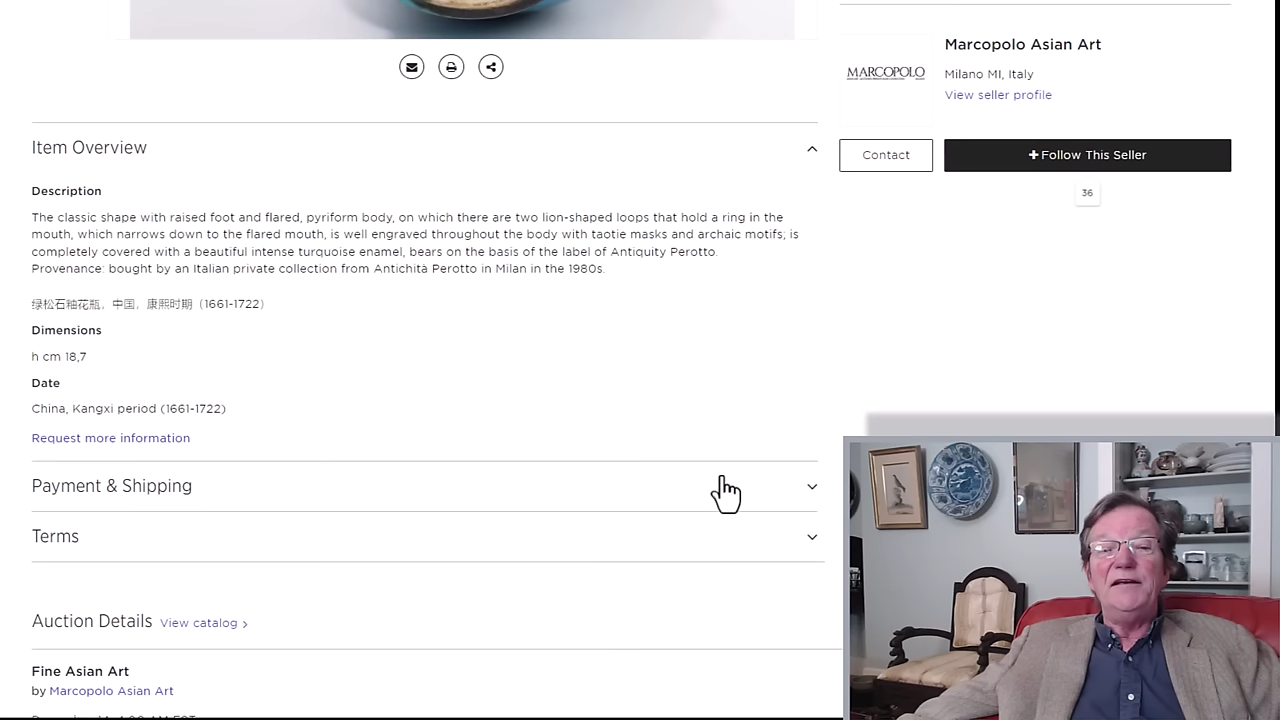 Marcopolo Asian Art
MARCOPOLO
Milano MI, Italy
View seller profile
Contact
+Follow This Seller
36
Item Overview
Description
The classic shape with raised foot and flared, pyriform body, on which there are two lion-shaped loops that hold a ring in the
mouth, which narrows down to the flared mouth, is well engraved throughout the body with taotie masks and archaic motifs; is
completely covered with a beautiful intense turquoise enamel, bears on the basis of the label of Antiquity Perotto.
Provenance: bought by an Italian private collection from Antichità Perotto in Milan in the 1980s.
绿松石釉花瓶，中国，康熙时期（1661-1722）
Dimensions
h cm 18,7
Date
China, Kangxi period (1661-1722)
Request more information
Payment & Shipping
Terms
Auction Details View catalog >
Fine Asian Art
by Marcopolo Asian Art